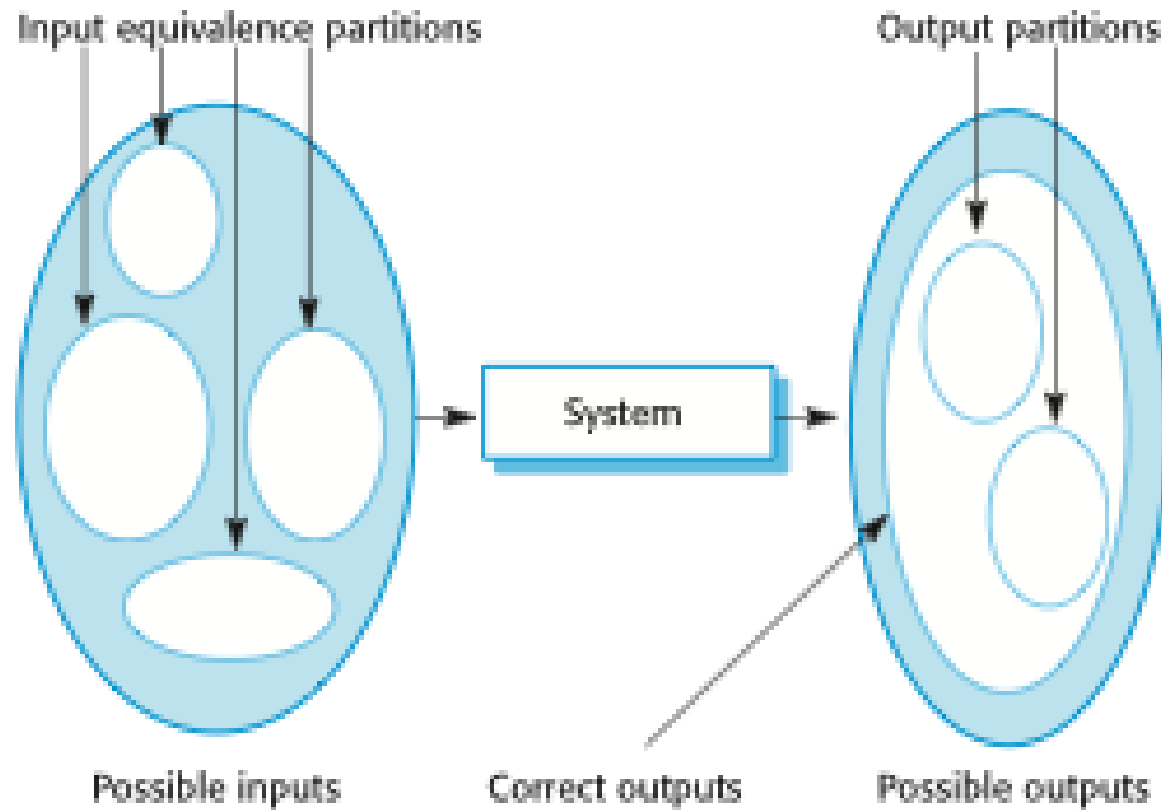 Input equivalence partitions
Output partitions
System
Possible inputs
Correct outputs
Possible outputs